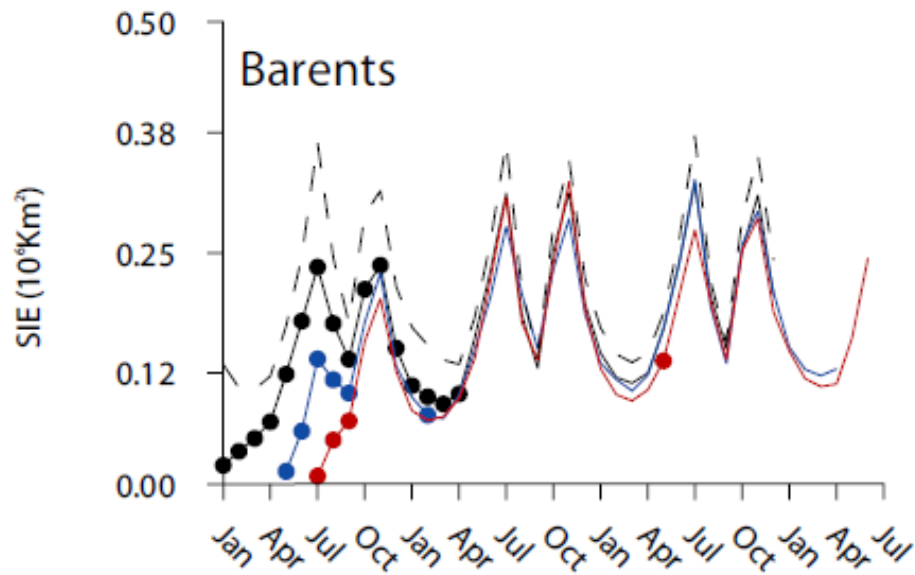 0.50
Barents
0.38
SIE (10⁶Km²)
0.25
0.12
0.00
Jan Apr Jul Oct Jan Apr Jul Oct Jan Apr Jul Oct Jan Apr Jul